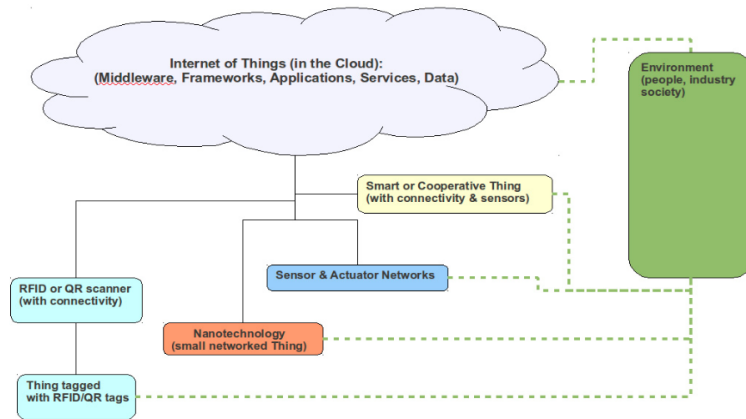 Internet of Things (in the Cloud):
(Middleware, Frameworks, Applications, Services, Data)
Environment
(people, industry
society)
Smart or Cooperative Thing
(with connectivity & sensors)
Sensor & Actuator Networks
RFID or QR scanner
(with connectivity)
Nanotechnology
(small networked Thing)
Thing tagged
with RFID/QR tags